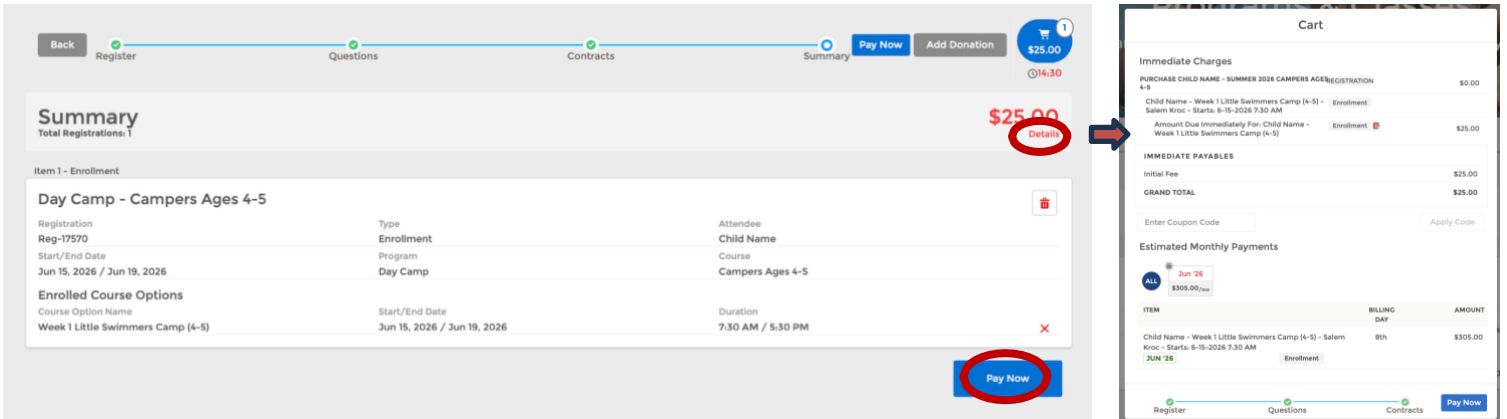 Back
Register
Questions
Contracts
Summary
Pay Now
Add Donation
1
$25.00
14:30
Summary
Total Registrations: 1
$25.00
Details
Item 1 - Enrollment
Day Camp - Campers Ages 4-5
Registration Type Attendee
Reg-17570 Enrollment Child Name
Start/End Date Program Course
Jun 15, 2026 / Jun 19, 2026 Day Camp Campers Ages 4-5
Enrolled Course Options
Course Option Name Start/End Date Duration
Week 1 Little Swimmers Camp (4-5) Jun 15, 2026 / Jun 19, 2026 7:30 AM / 5:30 PM
Pay Now
Programs & Classes
Cart
Immediate Charges
PURCHASE CHILD NAME - SUMMER 2026 CAMPERS AGES REGISTRATION $0.00
4-5
Child Name - Week 1 Little Swimmers Camp (4-5) - Enrollment
Salem Kroc - Starts: 6-15-2026 7:30 AM
Amount Due Immediately For: Child Name - Enrollment $25.00
Week 1 Little Swimmers Camp (4-5)
IMMEDIATE PAYABLES
Initial Fee $25.00
GRAND TOTAL $25.00
Enter Coupon Code Apply Code
Estimated Monthly Payments
ALL
Jun '26
$305.00/mo
ITEM BILLING DAY AMOUNT
Child Name - Week 1 Little Swimmers Camp (4-5) - Salem 8th $305.00
Kroc - Starts: 6-15-2026 7:30 AM
JUN '26 Enrollment
Register
Questions
Contracts
Pay Now